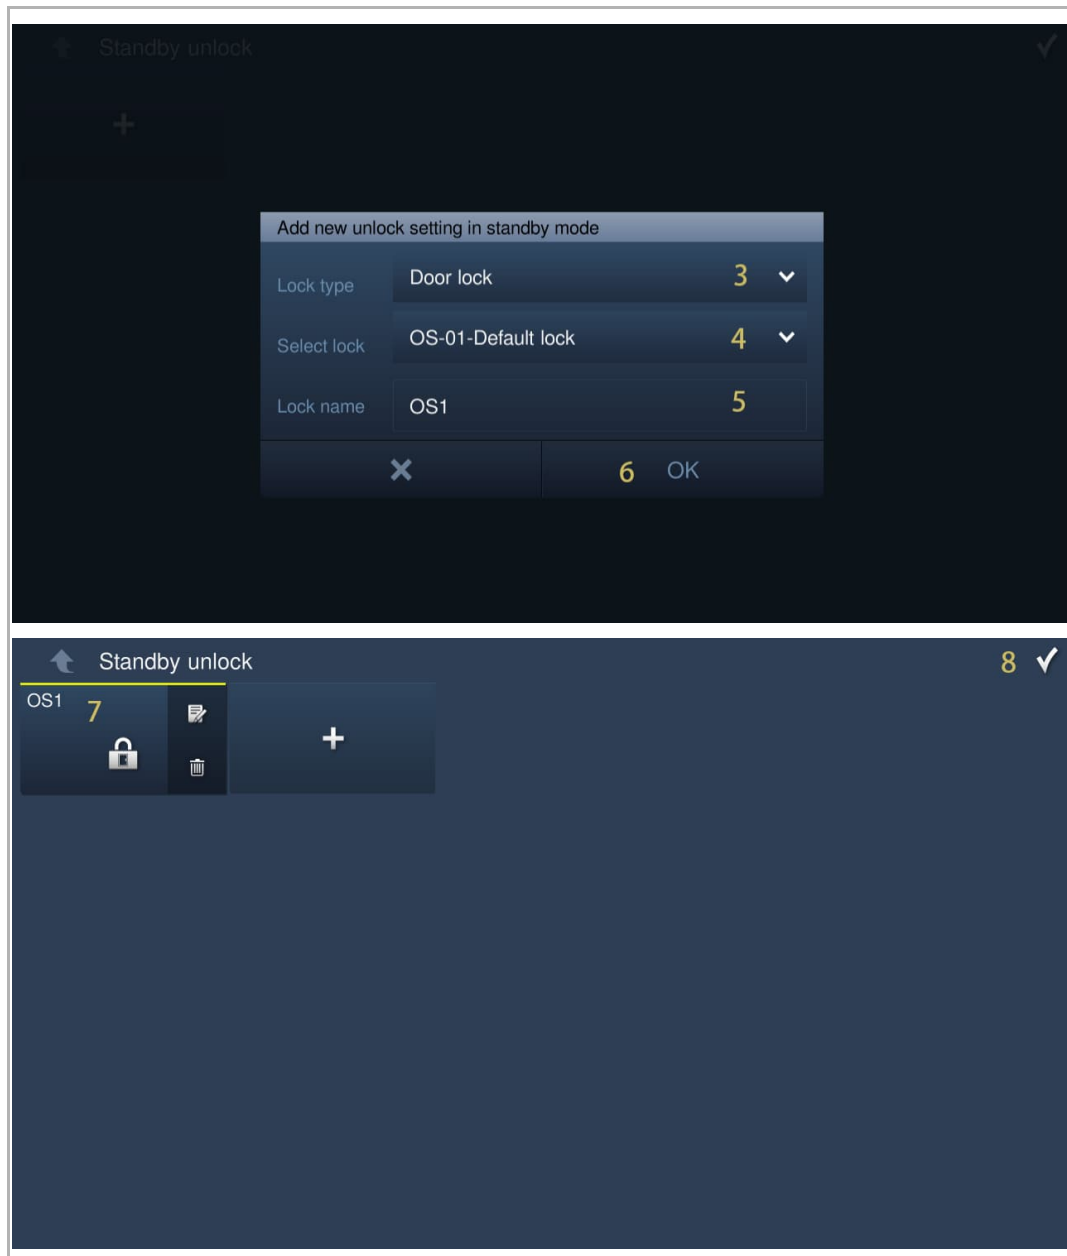 Standby unlock
Add new unlock setting in standby mode
Lock type Door lock 3
Select lock OS-01-Default lock 4
Lock name OS1 5
6 OK
Standby unlock 8
OS1 7